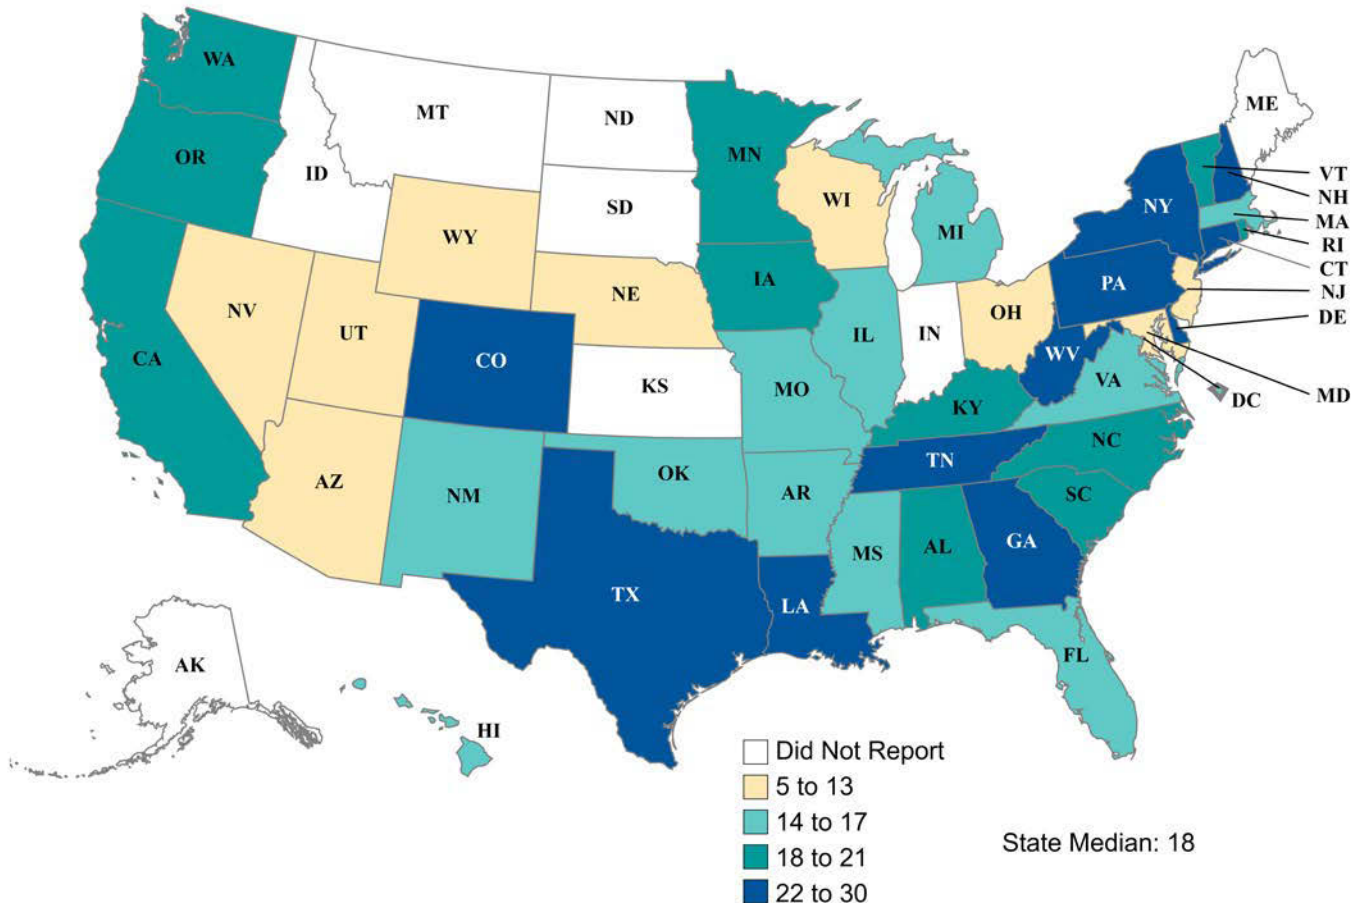 WA
MT
ND
ME
OR
MN
VT
ID
NH
SD
WI
NY
MA
WY
MI
RI
CT
IA
NE
PA
NJ
NV
OH
DE
UT
IL
IN
CA
CO
WV
KS
MO
VA
MD
DC
KY
NC
TN
AZ
OK
NM
AR
SC
GA
MS
AL
TX
LA
FL
AK
HI
Did Not Report
5 to 13
14 to 17
18 to 21
22 to 30
State Median: 18